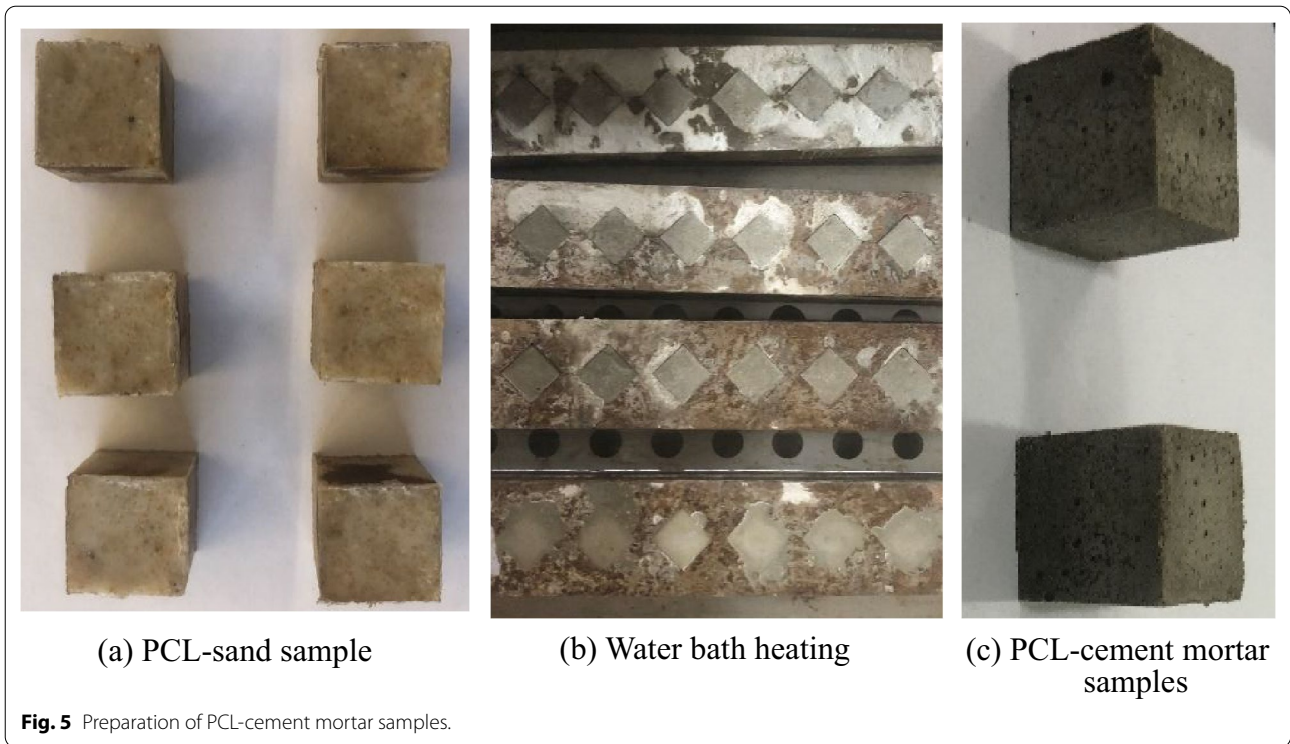 (a) PCL-sand sample
(b) Water bath heating
(c) PCL-cement mortar
samples
Fig. 5 Preparation of PCL-cement mortar samples.